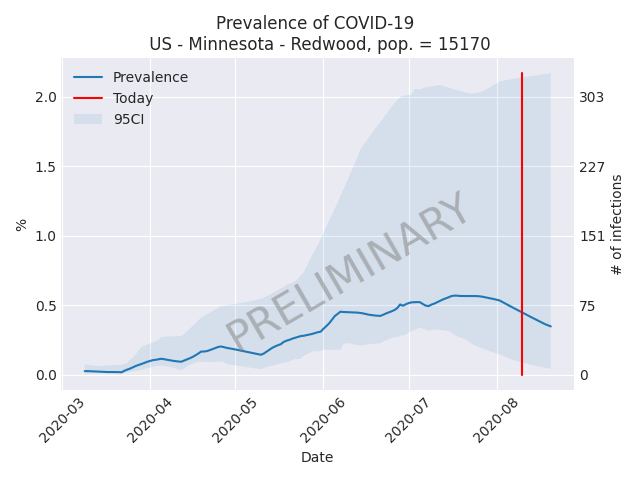 Prevalence of COVID-19
US - Minnesota - Redwood, pop. = 15170
Prevalence
Today
95CI
2.0
1.5
1.0
0.5
0.0
%
303
227
151
75
0
# of infections
PRELIMINARY
2020-03
2020-04
2020-05
2020-06
2020-07
2020-08
Date